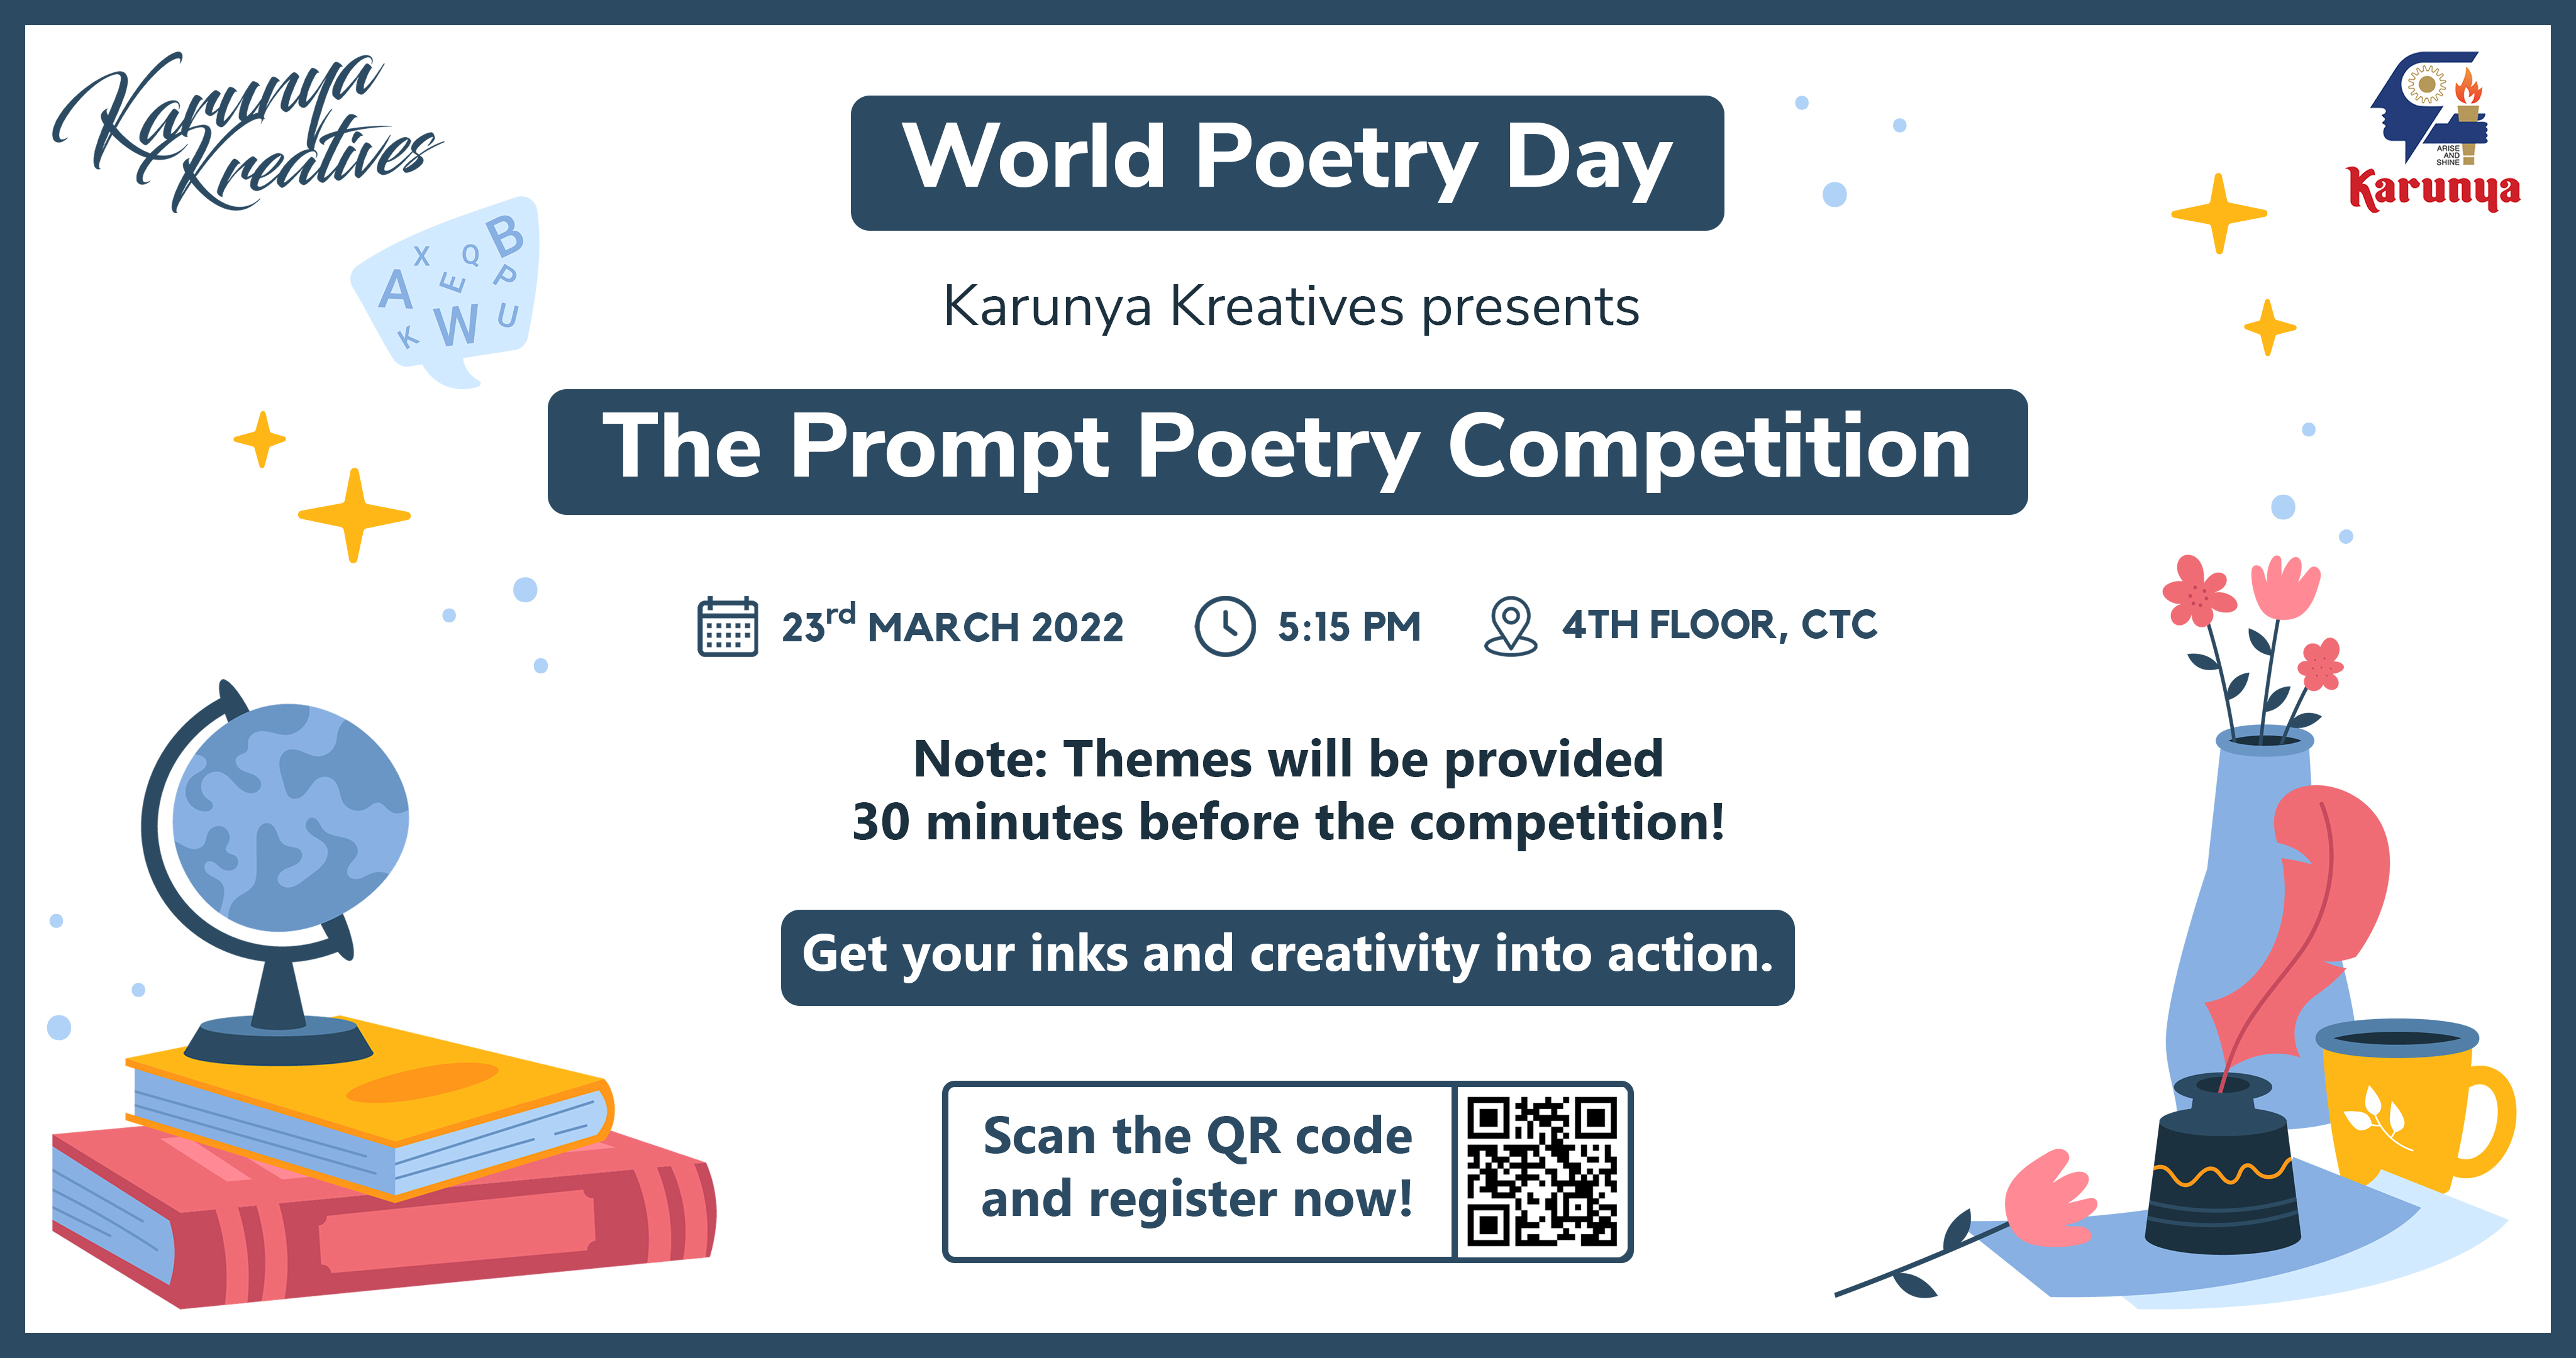 Karunya
Kreatives
ARISE
AND
SHINE
Karunya
World Poetry Day
Karunya Kreatives presents
A X Q B
E P
K W U
The Prompt Poetry Competition
23rd MARCH 2022
5:15 PM
4TH FLOOR, CTC
Note: Themes will be provided
30 minutes before the competition!
Get your inks and creativity into action.
Scan the QR code
and register now!